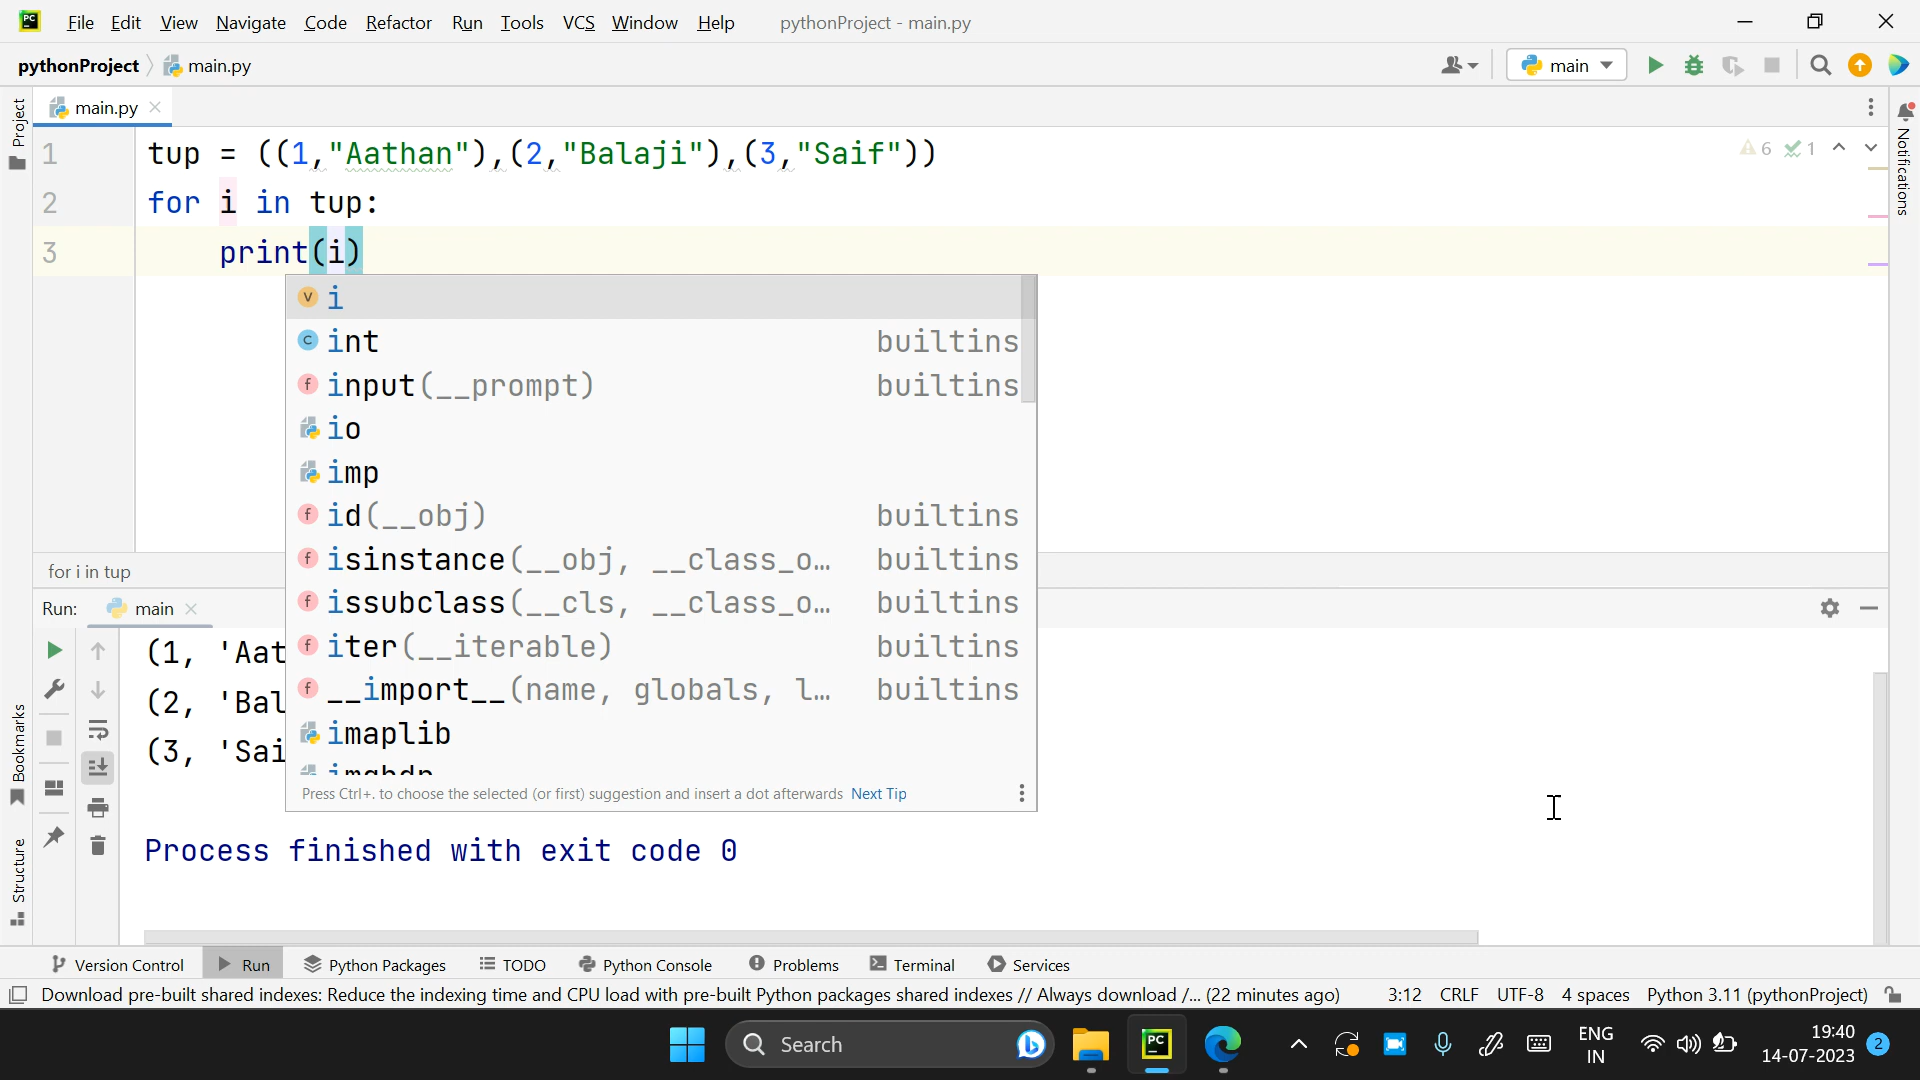 File Edit View Navigate Code Refactor Run Tools VCS Window Help pythonProject - main.py
pythonProject main.py main
Project
main.py
1 tup = ((1,"Aathan"),(2,"Balaji"),(3,"Saif"))
6 1
2 for i in tup:
3 print(i)
Notifications
i
int builtins
input(__prompt) builtins
io
imp
id(__obj) builtins
isinstance(__obj, __class_o… builtins
issubclass(__cls, __class_o… builtins
iter(__iterable) builtins
__import__(name, globals, l… builtins
imaplib
Press Ctrl+. to choose the selected (or first) suggestion and insert a dot afterwards Next Tip
for i in tup
Run: main
(1, 'Aat
(2, 'Bal
(3, 'Sai
Process finished with exit code 0
Bookmarks
Structure
Version Control Run Python Packages TODO Python Console Problems Terminal Services
Download pre-built shared indexes: Reduce the indexing time and CPU load with pre-built Python packages shared indexes // Always download /... (22 minutes ago) 3:12 CRLF UTF-8 4 spaces Python 3.11 (pythonProject)
Search
ENG
IN
19:40
14-07-2023
2